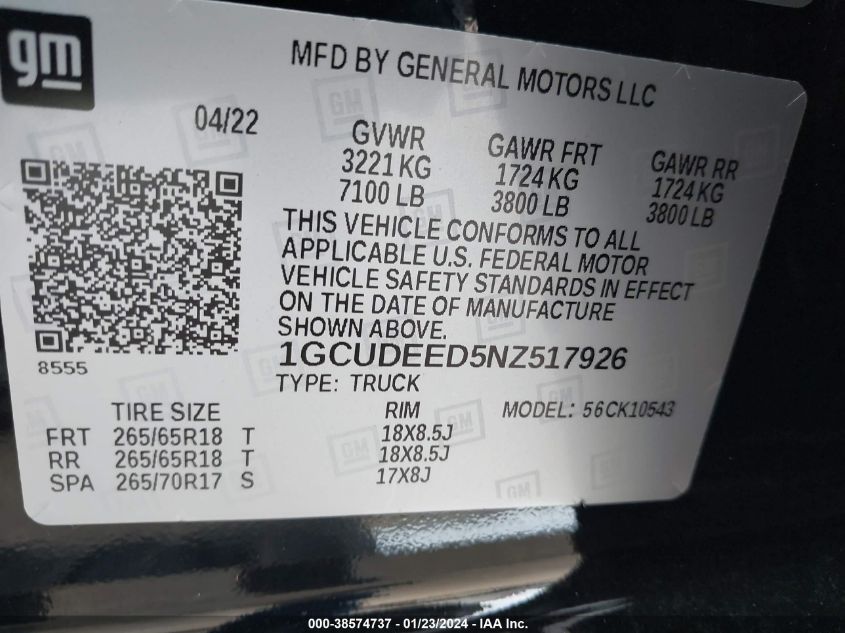 gm
MFD BY GENERAL MOTORS LLC
04/22
GVWR
3221 KG
7100 LB
GAWR FRT
1724 KG
3800 LB
GAWR RR
1724 KG
3800 LB
THIS VEHICLE CONFORMS TO ALL
APPLICABLE U.S. FEDERAL MOTOR
VEHICLE SAFETY STANDARDS IN EFFECT
ON THE DATE OF MANUFACTURE
SHOWN ABOVE.
8555
1GCUDEED5NZ517926
TYPE: TRUCK
TIRE SIZE RIM MODEL: 56CK10543
FRT 265/65R18 T 18X8.5J
RR 265/65R18 T 18X8.5J
SPA 265/70R17 S 17X8J
000-38574737 - 01/23/2024 - IAA Inc.